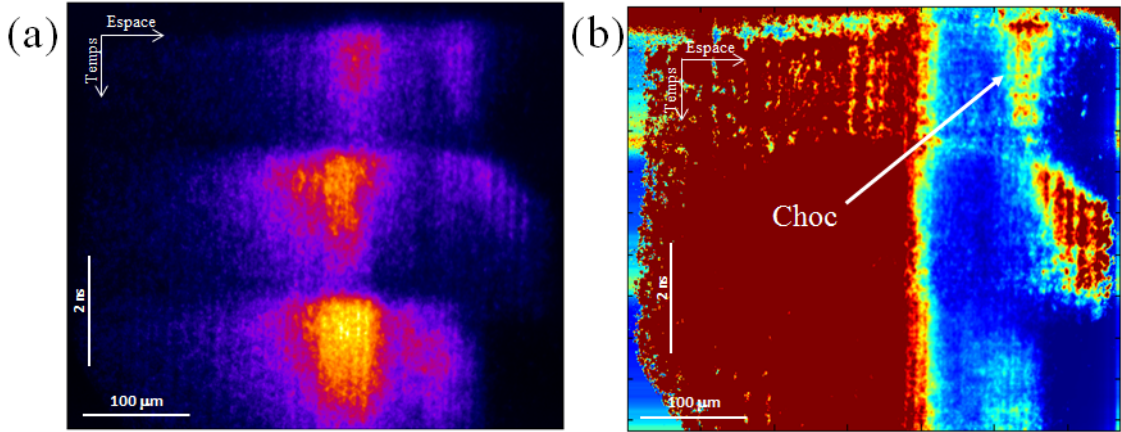 (a)
Espace
Temps
2 ns
100 μm
(b)
Espace
Temps
Choc
2 ns
100 μm